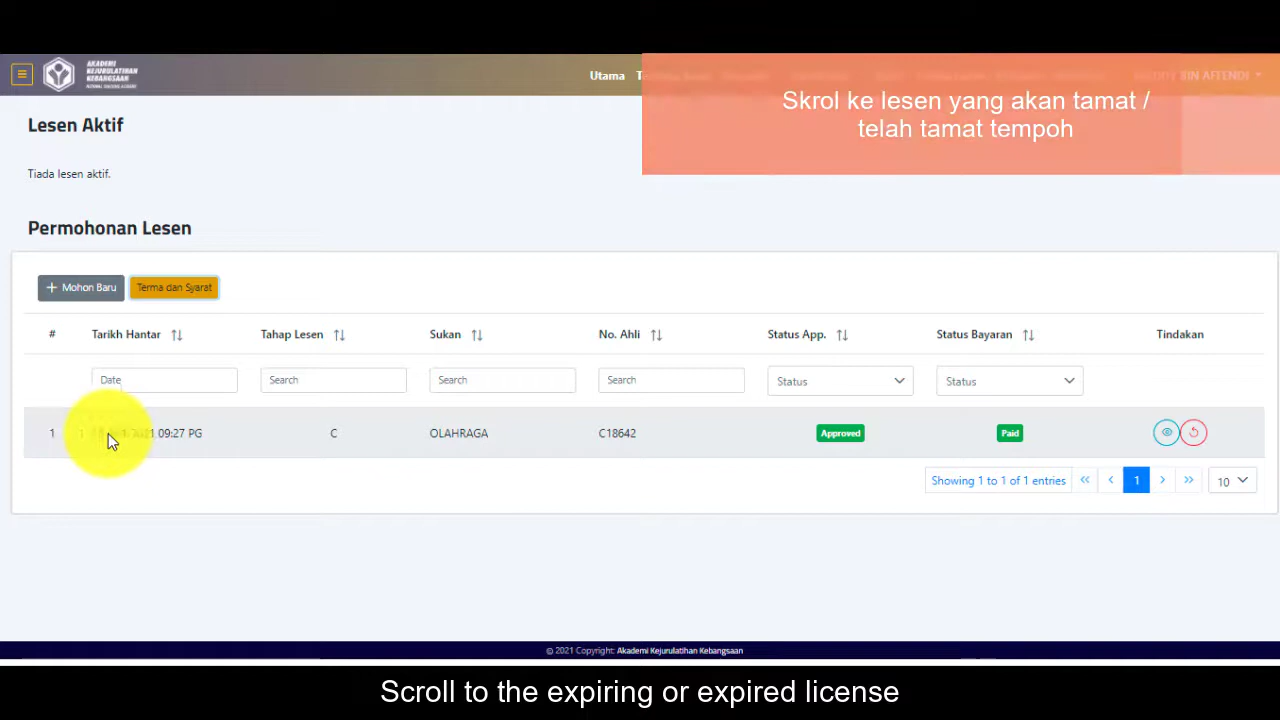 AKADEMI
KEJURULATIHAN
KEBANGSAAN
Utama
BIN AFTENDI
Skrol ke lesen yang akan tamat /
telah tamat tempoh
Lesen Aktif
Tiada lesen aktif.
Permohonan Lesen
Mohon Baru
Terma dan Syarat
# Tarikh Hantar Tahap Lesen Sukan No. Ahli Status App. Status Bayaran Tindakan
Date Search Search Search Status Status
1 09:27 PG C OLAHRAGA C18642 Approved Paid
Showing 1 to 1 of 1 entries « ‹ 1 › » 10
© 2021 Copyright: Akademi Kejurulatihan Kebangsaan
Scroll to the expiring or expired license